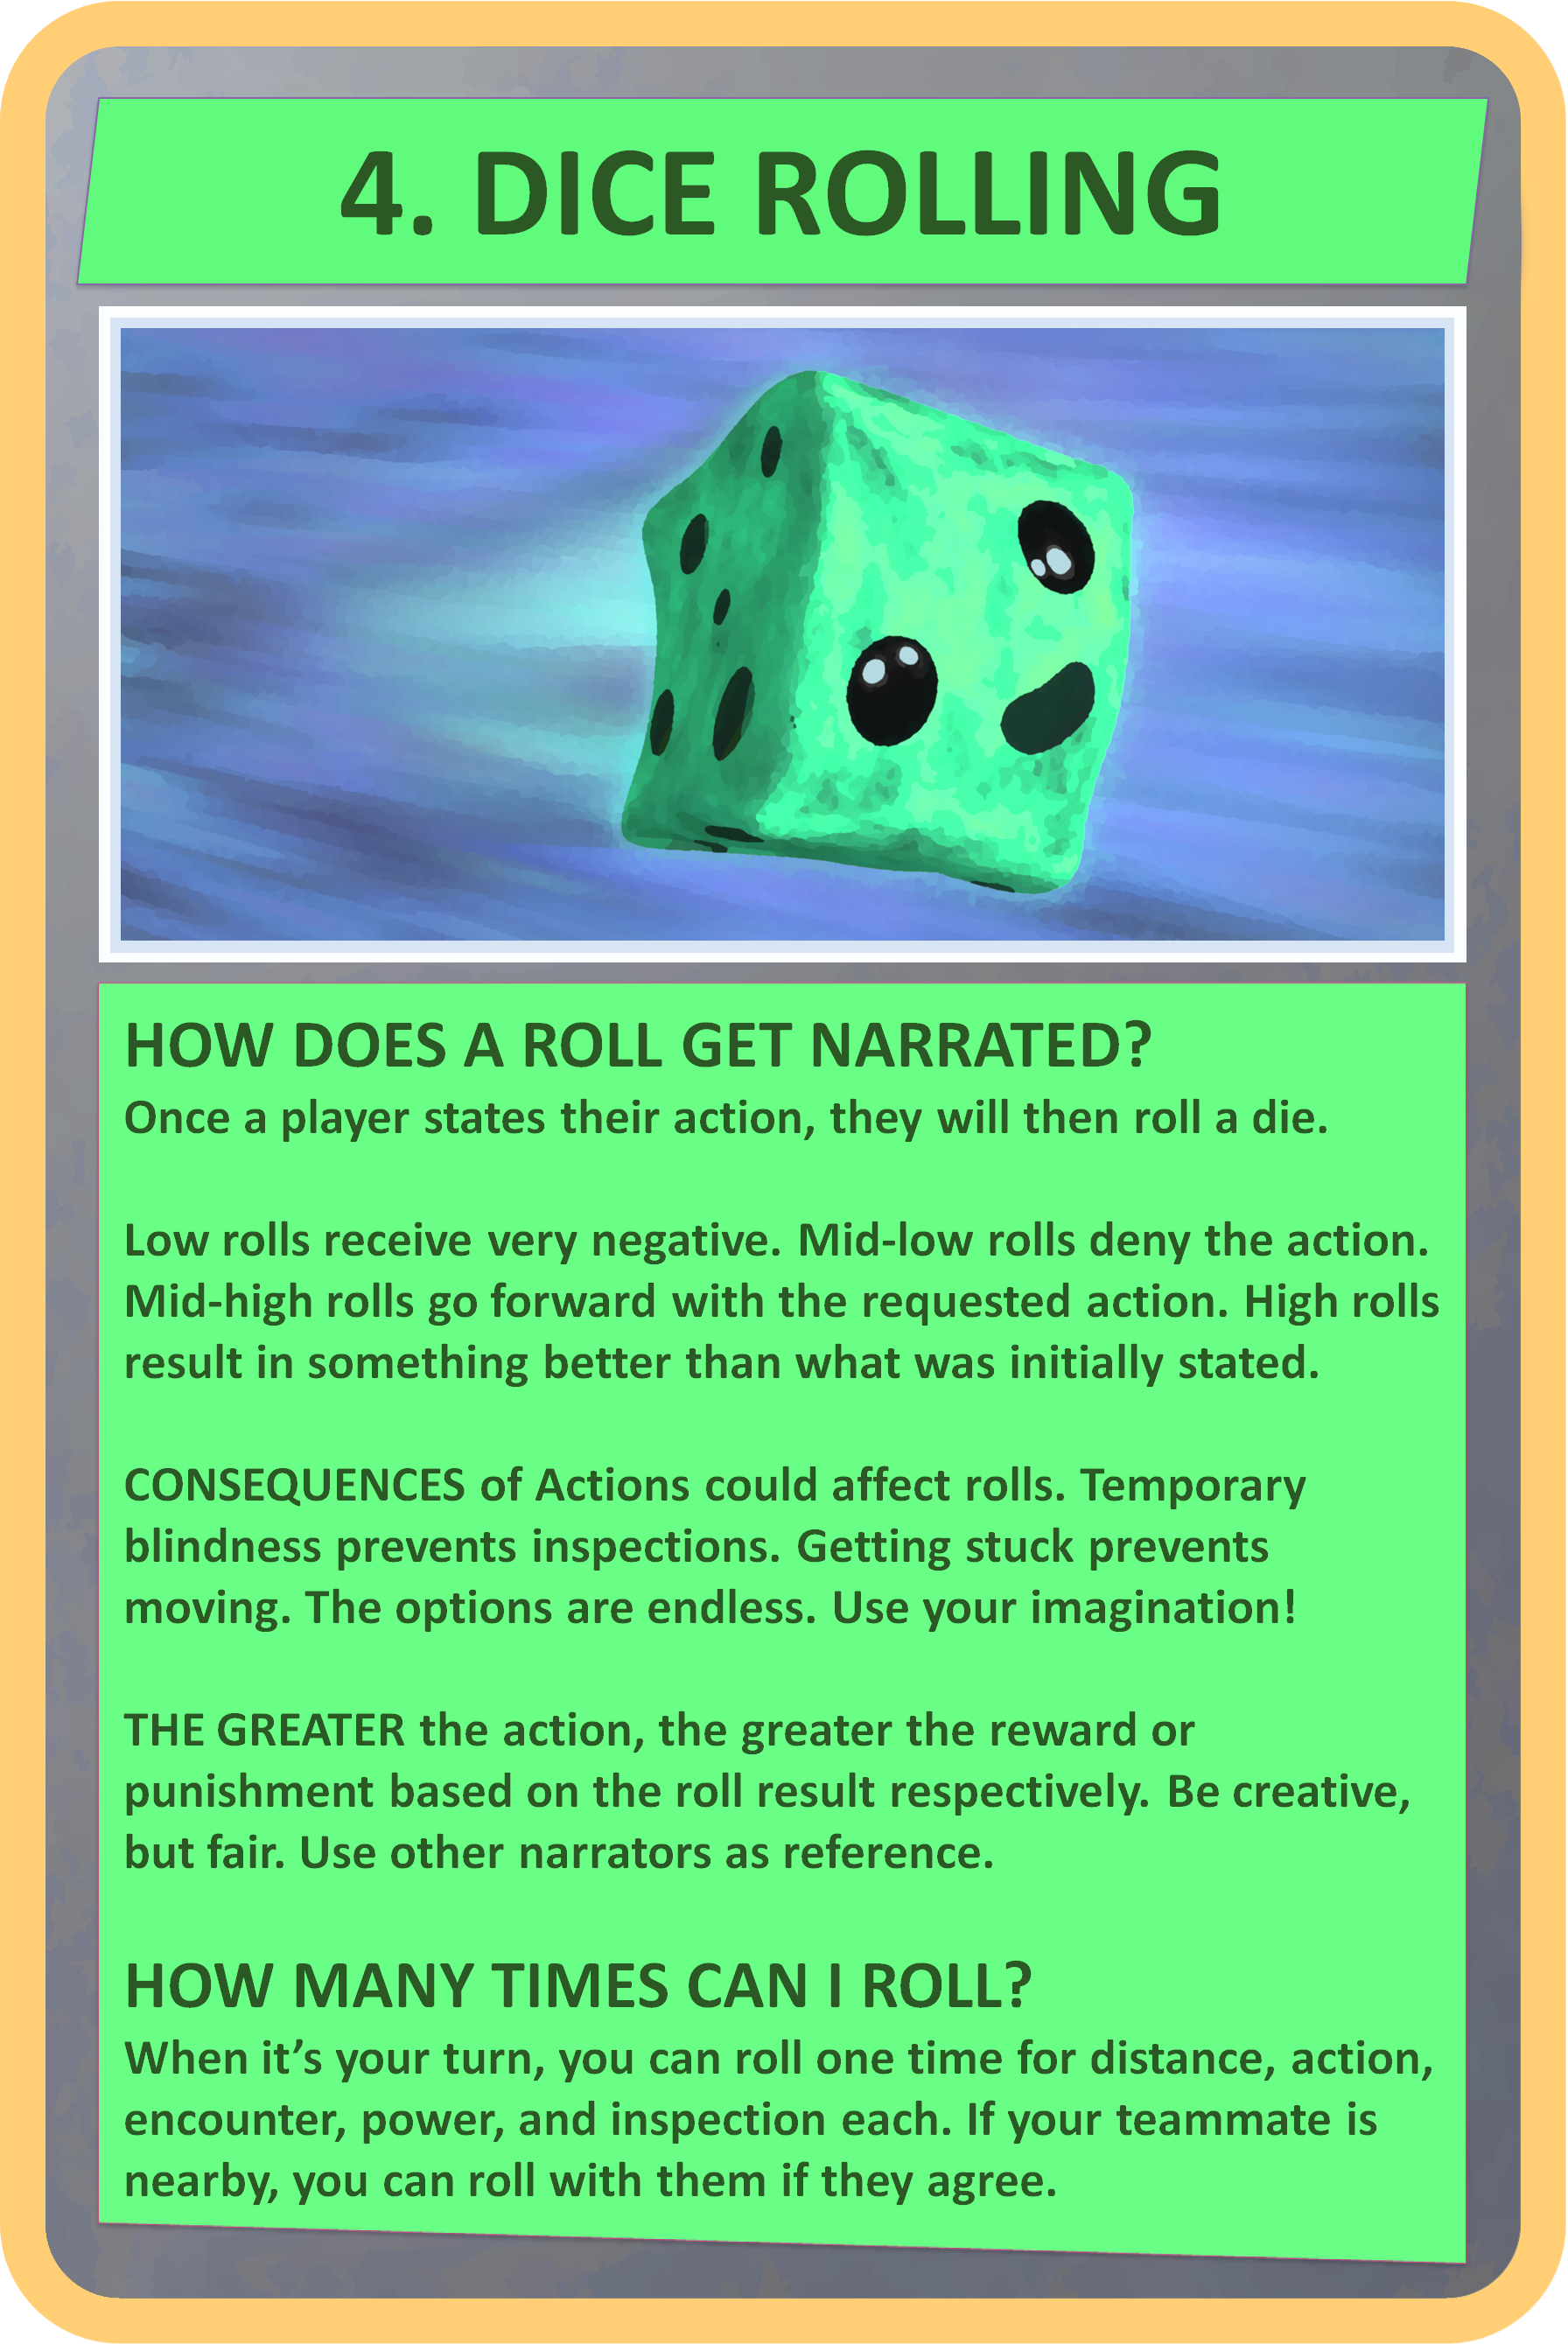 4. DICE ROLLING
HOW DOES A ROLL GET NARRATED?
Once a player states their action, they will then roll a die.
Low rolls receive very negative. Mid-low rolls deny the action.
Mid-high rolls go forward with the requested action. High rolls
result in something better than what was initially stated.
CONSEQUENCES of Actions could affect rolls. Temporary
blindness prevents inspections. Getting stuck prevents
moving. The options are endless. Use your imagination!
THE GREATER the action, the greater the reward or
punishment based on the roll result respectively. Be creative,
but fair. Use other narrators as reference.
HOW MANY TIMES CAN I ROLL?
When it’s your turn, you can roll one time for distance, action,
encounter, power, and inspection each. If your teammate is
nearby, you can roll with them if they agree.